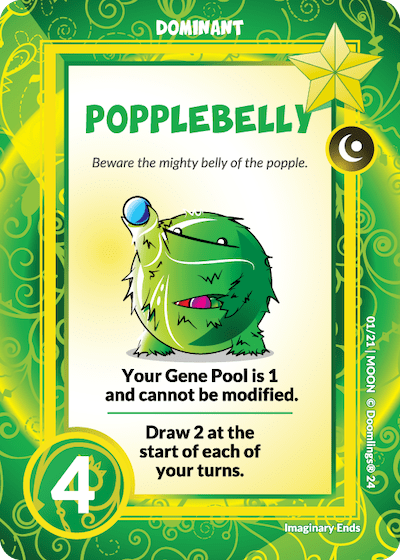 DOMINANT
POPPLEBELLY
Beware the mighty belly of the popple.
Your Gene Pool is 1
and cannot be modified.
Draw 2 at the
start of each of
your turns.
4
01/21 | MOON © Doomlings® 24
Imaginary Ends